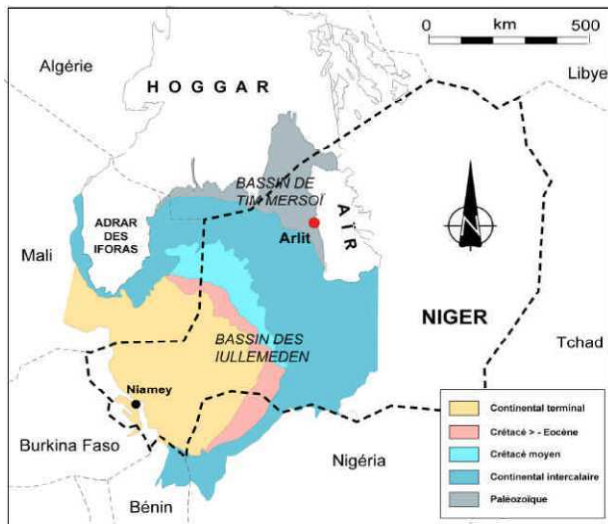 0
km
500
Algérie
HOGGAR
Libye
BASSIN DE
TIM MERSOÏ
AÏR
ADRAR
DES
IFORAS
Arlit
N
Mali
NIGER
BASSIN DES
IULLEMEDEN
Tchad
Niamey
Continental terminal
Crétacé > - Eocène
Burkina Faso
Crétacé moyen
Nigéria
Continental intercalaire
Bénin
Paléozoïque